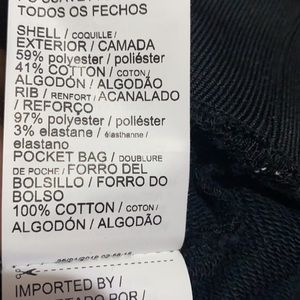 TODOS OS FECHOS
SHELL / COQUILLE /
EXTERIOR / CAMADA
59% polyester / poliéster
41% COTTON / COTON /
ALGODÓN / ALGODÃO
RIB / RENFORT / ACANALADO
/ REFORÇO
97% polyester / poliéster
3% elastane / élasthanne /
elastano
POCKET BAG / DOUBLURE
DE POCHE / FORRO DEL
BOLSILLO / FORRO DO
BOLSO
100% COTTON / COTON /
ALGODÓN / ALGODÃO
IMPORTED BY /
POR /